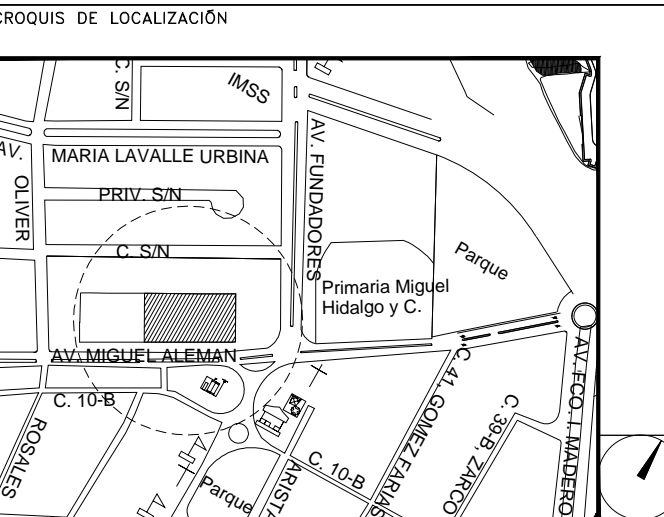 CROQUIS DE LOCALIZACIÓN
C. S/N
IMSS
AV.
OLIVER
MARIA LAVALLE URBINA
AV. FUNDADORES
PRIV. S/N
C. S/N
Parque
Primaria Miguel
Hidalgo y C.
AV. MIGUEL ALEMAN
C. 10-B
ROSALES
C. 41, GOMEZ FARIAS
C. 39-B, ZARCO
AV. FCO. I. MADERO
C. 10-B
Parque
ARISTA